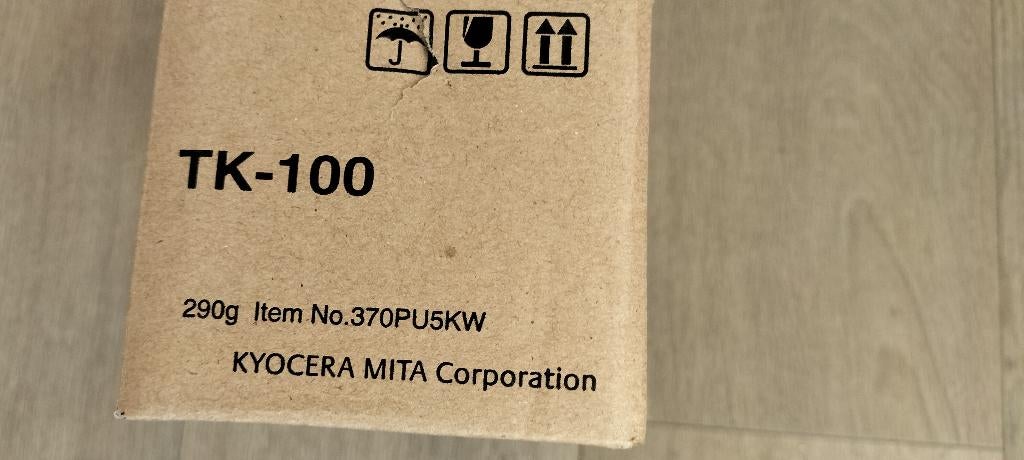 TK-100
290g Item No.370PU5KW
KYOCERA MITA Corporation